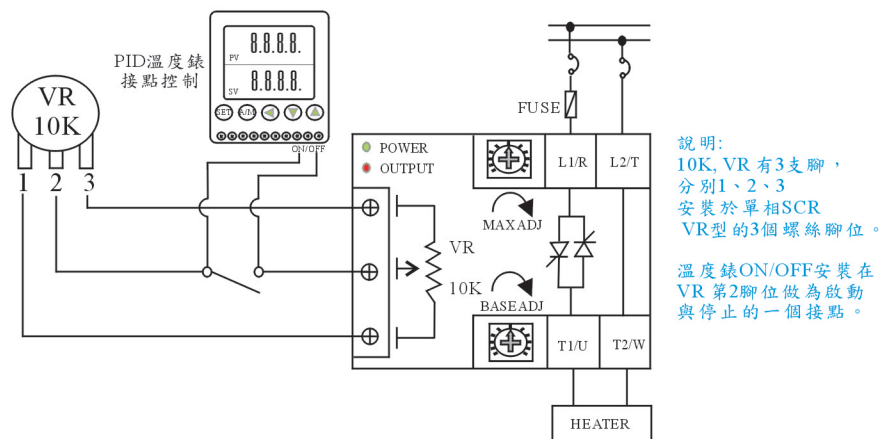 PID溫度錶
接點控制
VR
10K
1 2 3
8.8.8.8.
PV
8.8.8.8.
SV
SET A/M
ON/OFF
FUSE
POWER
OUTPUT
L1/R L2/T
MAXADJ
VR
10K
BASEADJ
T1/U T2/W
HEATER
說明:
10K, VR 有3支腳，
分別1、2、3
安裝於單相SCR
VR型的3個螺絲腳位。
溫度錶ON/OFF安裝在
VR 第2腳位做為啟動
與停止的一個接點。